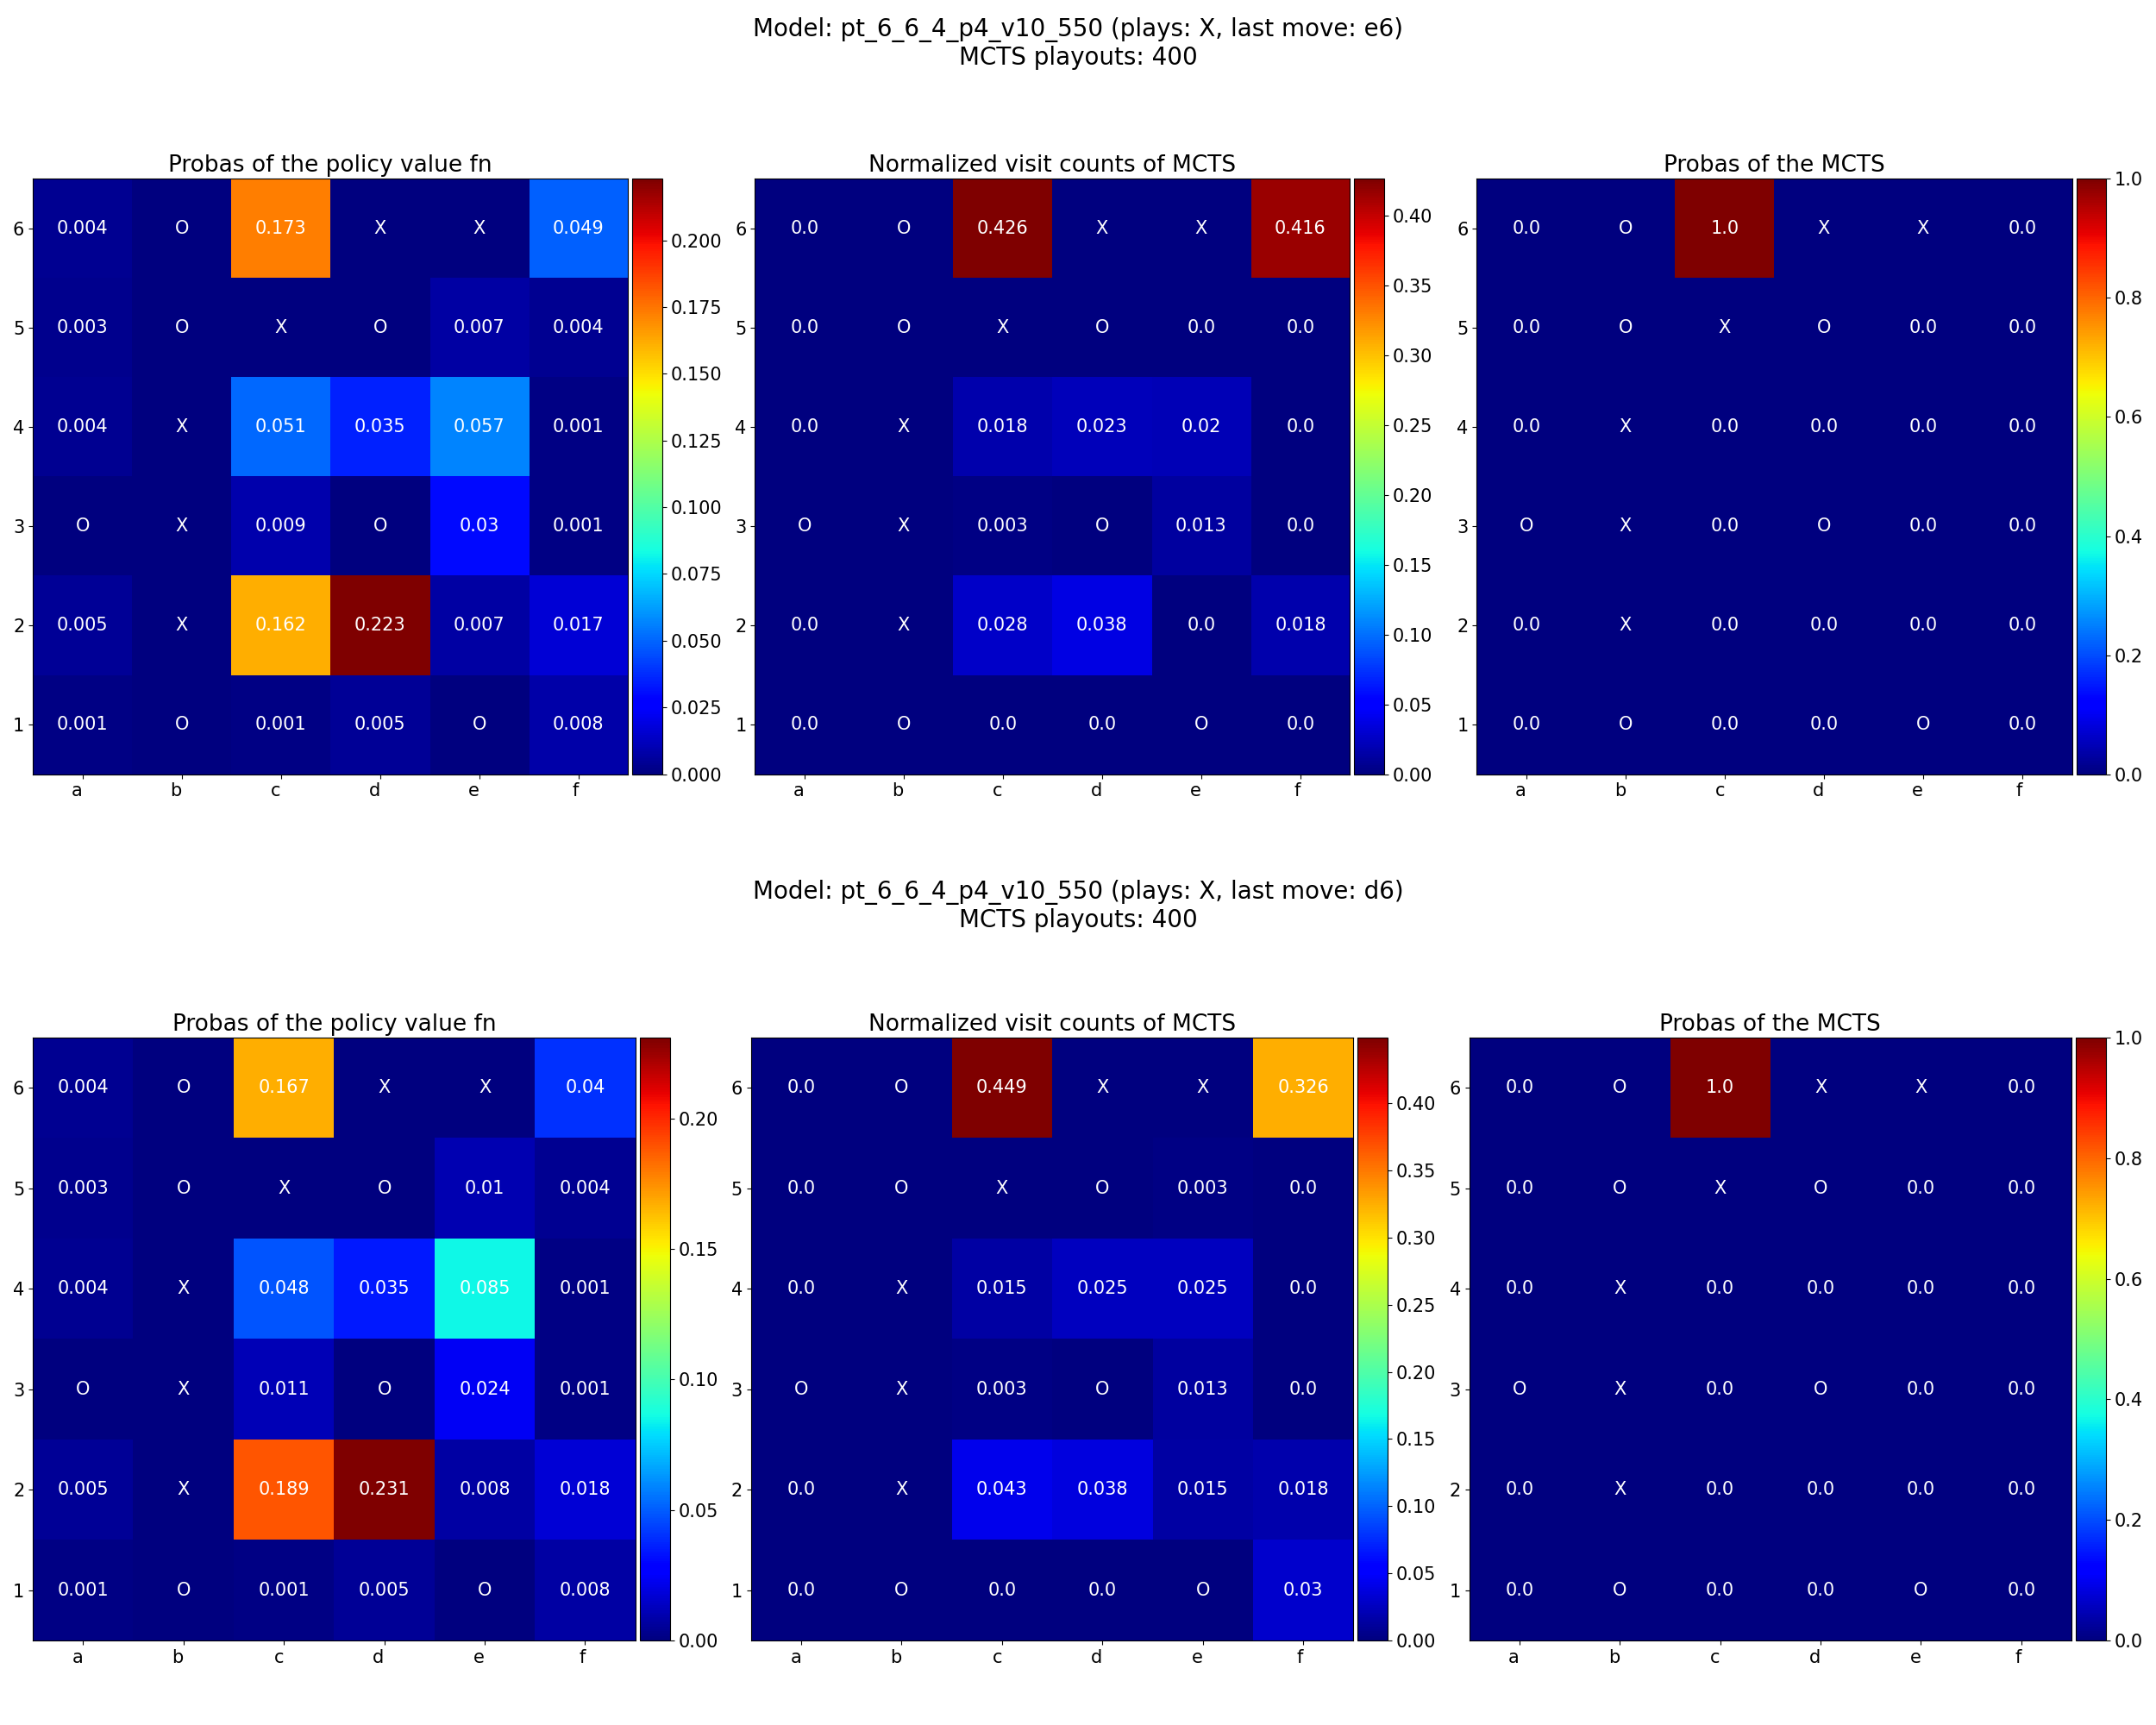 Model: pt_6_6_4_p4_v10_550 (plays: X, last move: e6)
MCTS playouts: 400
Probas of the policy value fn
6 0.004 O 0.173 X X 0.049
5 0.003 O X O 0.007 0.004
4 0.004 X 0.051 0.035 0.057 0.001
3 O X 0.009 O 0.03 0.001
2 0.005 X 0.162 0.223 0.007 0.017
1 0.001 O 0.001 0.005 O 0.008
a b c d e f
0.200
0.175
0.150
0.125
0.100
0.075
0.050
0.025
0.000
Normalized visit counts of MCTS
6 0.0 O 0.426 X X 0.416
5 0.0 O X O 0.0 0.0
4 0.0 X 0.018 0.023 0.02 0.0
3 O X 0.003 O 0.013 0.0
2 0.0 X 0.028 0.038 0.0 0.018
1 0.0 O 0.0 0.0 O 0.0
a b c d e f
0.40
0.35
0.30
0.25
0.20
0.15
0.10
0.05
0.00
Probas of the MCTS
6 0.0 O 1.0 X X 0.0
5 0.0 O X O 0.0 0.0
4 0.0 X 0.0 0.0 0.0 0.0
3 O X 0.0 O 0.0 0.0
2 0.0 X 0.0 0.0 0.0 0.0
1 0.0 O 0.0 0.0 O 0.0
a b c d e f
1.0
0.8
0.6
0.4
0.2
0.0
Model: pt_6_6_4_p4_v10_550 (plays: X, last move: d6)
MCTS playouts: 400
Probas of the policy value fn
6 0.004 O 0.167 X X 0.04
5 0.003 O X O 0.01 0.004
4 0.004 X 0.048 0.035 0.085 0.001
3 O X 0.011 O 0.024 0.001
2 0.005 X 0.189 0.231 0.008 0.018
1 0.001 O 0.001 0.005 O 0.008
a b c d e f
0.20
0.15
0.10
0.05
0.00
Normalized visit counts of MCTS
6 0.0 O 0.449 X X 0.326
5 0.0 O X O 0.003 0.0
4 0.0 X 0.015 0.025 0.025 0.0
3 O X 0.003 O 0.013 0.0
2 0.0 X 0.043 0.038 0.015 0.018
1 0.0 O 0.0 0.0 O 0.03
a b c d e f
0.40
0.35
0.30
0.25
0.20
0.15
0.10
0.05
0.00
Probas of the MCTS
6 0.0 O 1.0 X X 0.0
5 0.0 O X O 0.0 0.0
4 0.0 X 0.0 0.0 0.0 0.0
3 O X 0.0 O 0.0 0.0
2 0.0 X 0.0 0.0 0.0 0.0
1 0.0 O 0.0 0.0 O 0.0
a b c d e f
1.0
0.8
0.6
0.4
0.2
0.0